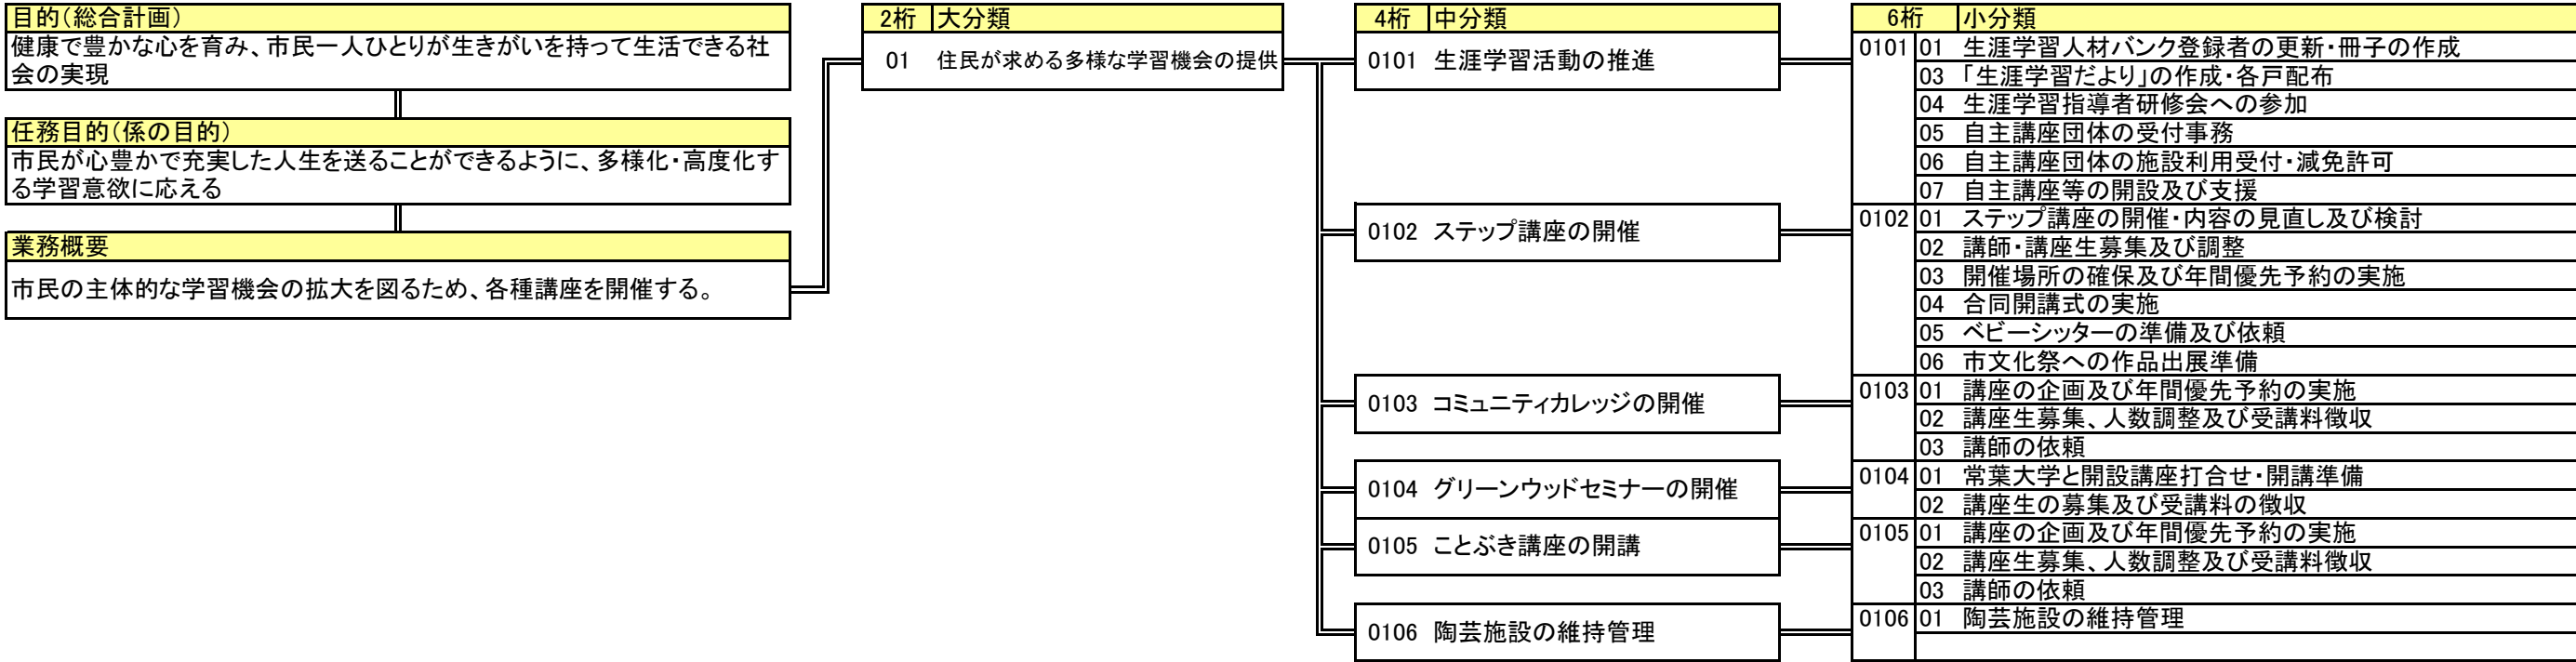 目的（総合計画）
健康で豊かな心を育み、市民一人ひとりが生きがいを持って生活できる社
会の実現
任務目的（係の目的）
市民が心豊かで充実した人生を送ることができるように、多様化・高度化す
る学習意欲に応える
業務概要
市民の主体的な学習機会の拡大を図るため、各種講座を開催する。
2桁 大分類
01 住民が求める多様な学習機会の提供
4桁 中分類
0101 生涯学習活動の推進
0102 ステップ講座の開催
0103 コミュニティカレッジの開催
0104 グリーンウッドセミナーの開催
0105 ことぶき講座の開講
0106 陶芸施設の維持管理
6桁 小分類
0101 01 生涯学習人材バンク登録者の更新・冊子の作成
03 「生涯学習だより」の作成・各戸配布
04 生涯学習指導者研修会への参加
05 自主講座団体の受付事務
06 自主講座団体の施設利用受付・減免許可
07 自主講座等の開設及び支援
0102 01 ステップ講座の開催・内容の見直し及び検討
02 講師・講座生募集及び調整
03 開催場所の確保及び年間優先予約の実施
04 合同開講式の実施
05 ベビーシッターの準備及び依頼
06 市文化祭への作品出展準備
0103 01 講座の企画及び年間優先予約の実施
02 講座生募集、人数調整及び受講料徴収
03 講師の依頼
0104 01 常葉大学と開設講座打合せ・開講準備
02 講座生の募集及び受講料の徴収
0105 01 講座の企画及び年間優先予約の実施
02 講座生募集、人数調整及び受講料徴収
03 講師の依頼
0106 01 陶芸施設の維持管理